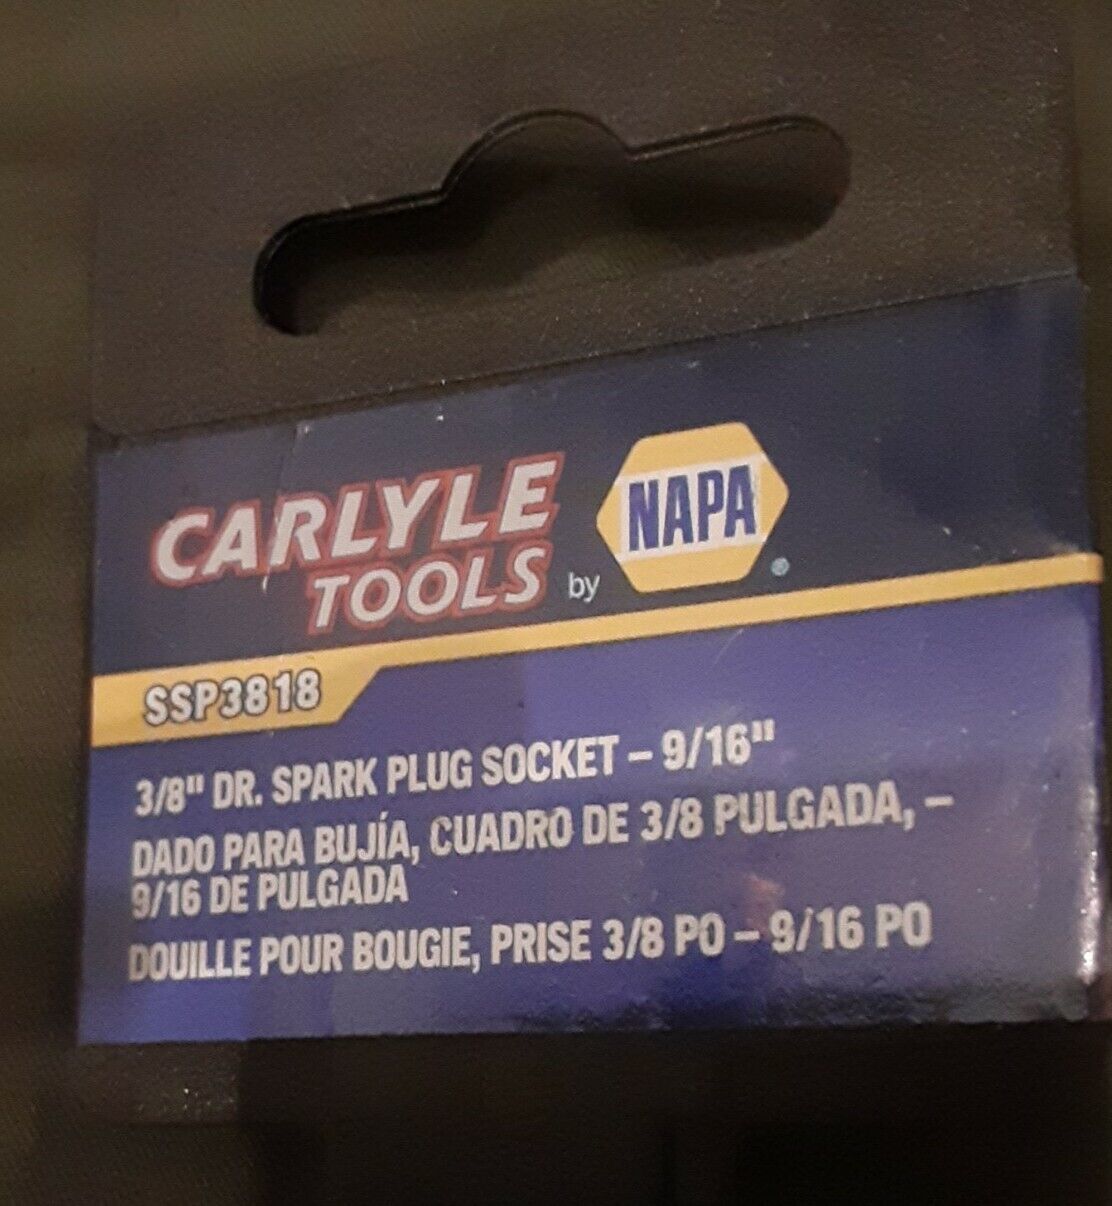 CARLYLE
TOOLS by NAPA ®
SSP3818
3/8" DR. SPARK PLUG SOCKET – 9/16"
DADO PARA BUJÍA, CUADRO DE 3/8 PULGADA, –
9/16 DE PULGADA
DOUILLE POUR BOUGIE, PRISE 3/8 PO – 9/16 PO